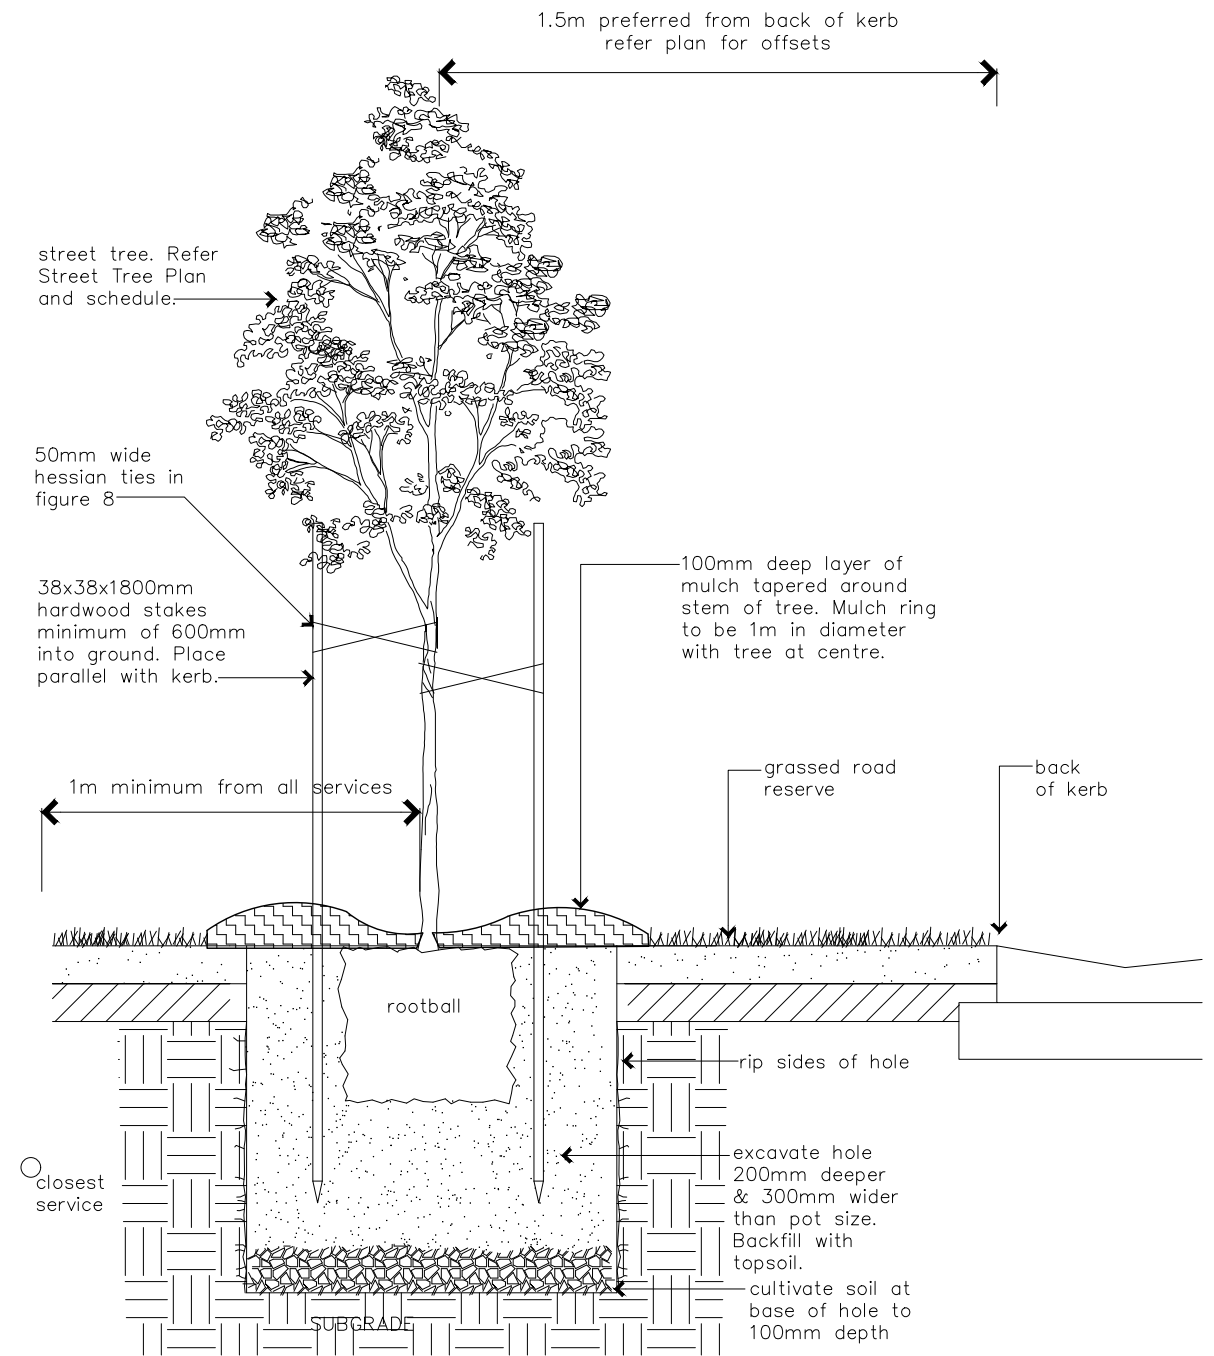 1.5m preferred from back of kerb
refer plan for offsets
street tree. Refer
Street Tree Plan
and schedule.
50mm wide
hessian ties in
figure 8
38x38x1800mm
hardwood stakes
minimum of 600mm
into ground. Place
parallel with kerb.
100mm deep layer of
mulch tapered around
stem of tree. Mulch ring
to be 1m in diameter
with tree at centre.
1m minimum from all services
grassed road
reserve
back
of kerb
rootball
rip sides of hole
excavate hole
200mm deeper
& 300mm wider
than pot size.
Backfill with
topsoil.
closest
service
cultivate soil at
base of hole to
100mm depth
SUBGRADE